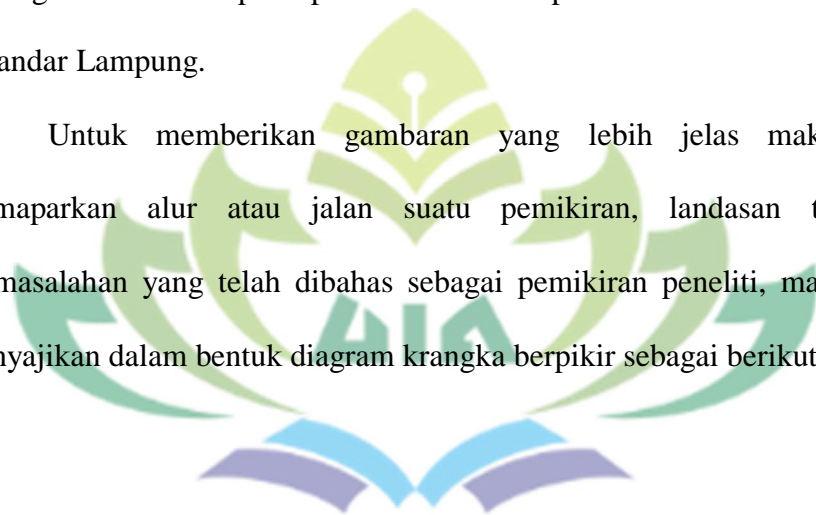 andar Lampung.
Untuk memberikan gambaran yang lebih jelas mak
maparkan alur atau jalan suatu pemikiran, landasan t
masalahan yang telah dibahas sebagai pemikiran peneliti, ma
nyajikan dalam bentuk diagram krangka berpikir sebagai berikut